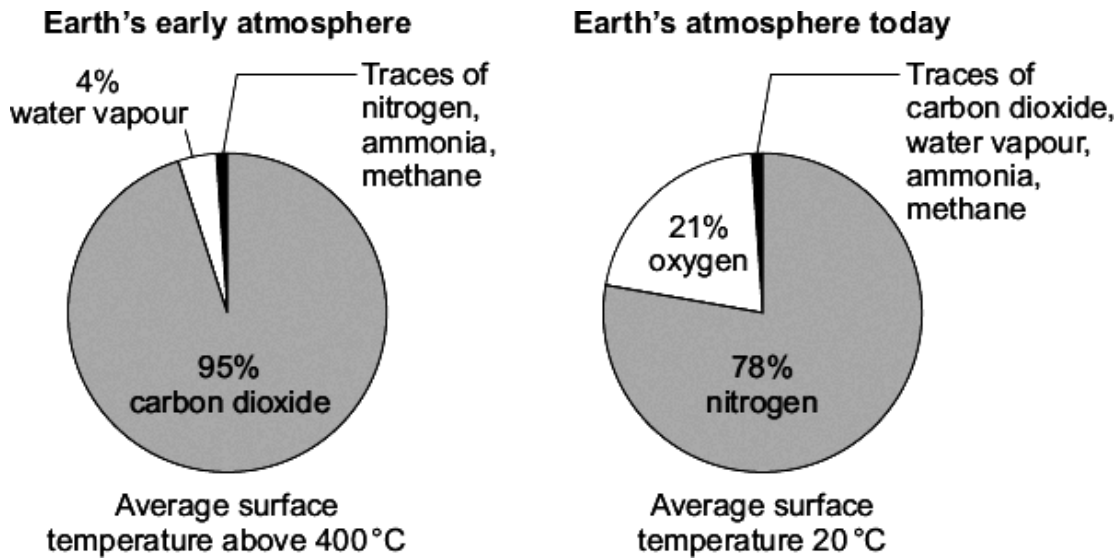 Earth's early atmosphere
4%
water vapour
Traces of
nitrogen,
ammonia,
methane
95%
carbon dioxide
Average surface
temperature above 400 °C
Earth's atmosphere today
Traces of
carbon dioxide,
water vapour,
ammonia,
methane
21%
oxygen
78%
nitrogen
Average surface
temperature 20 °C